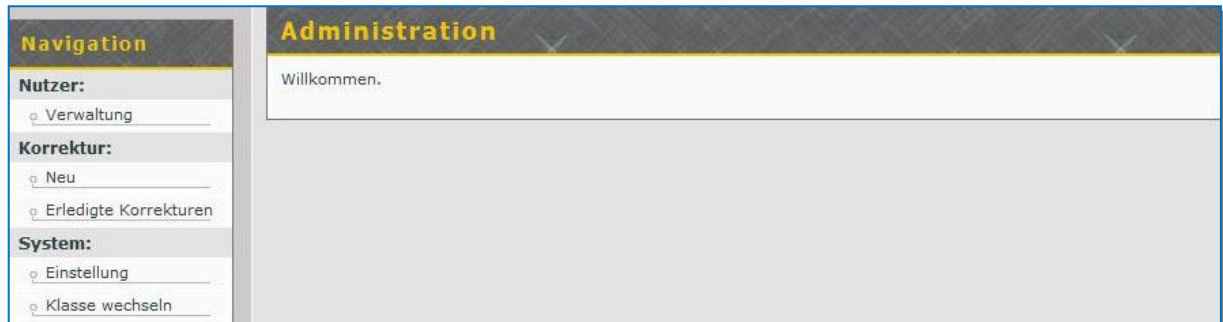 Navigation
Nutzer:
Verwaltung
Korrektur:
Neu
Erledigte Korrekturen
System:
Einstellung
Klasse wechseln
Administration
Willkommen.